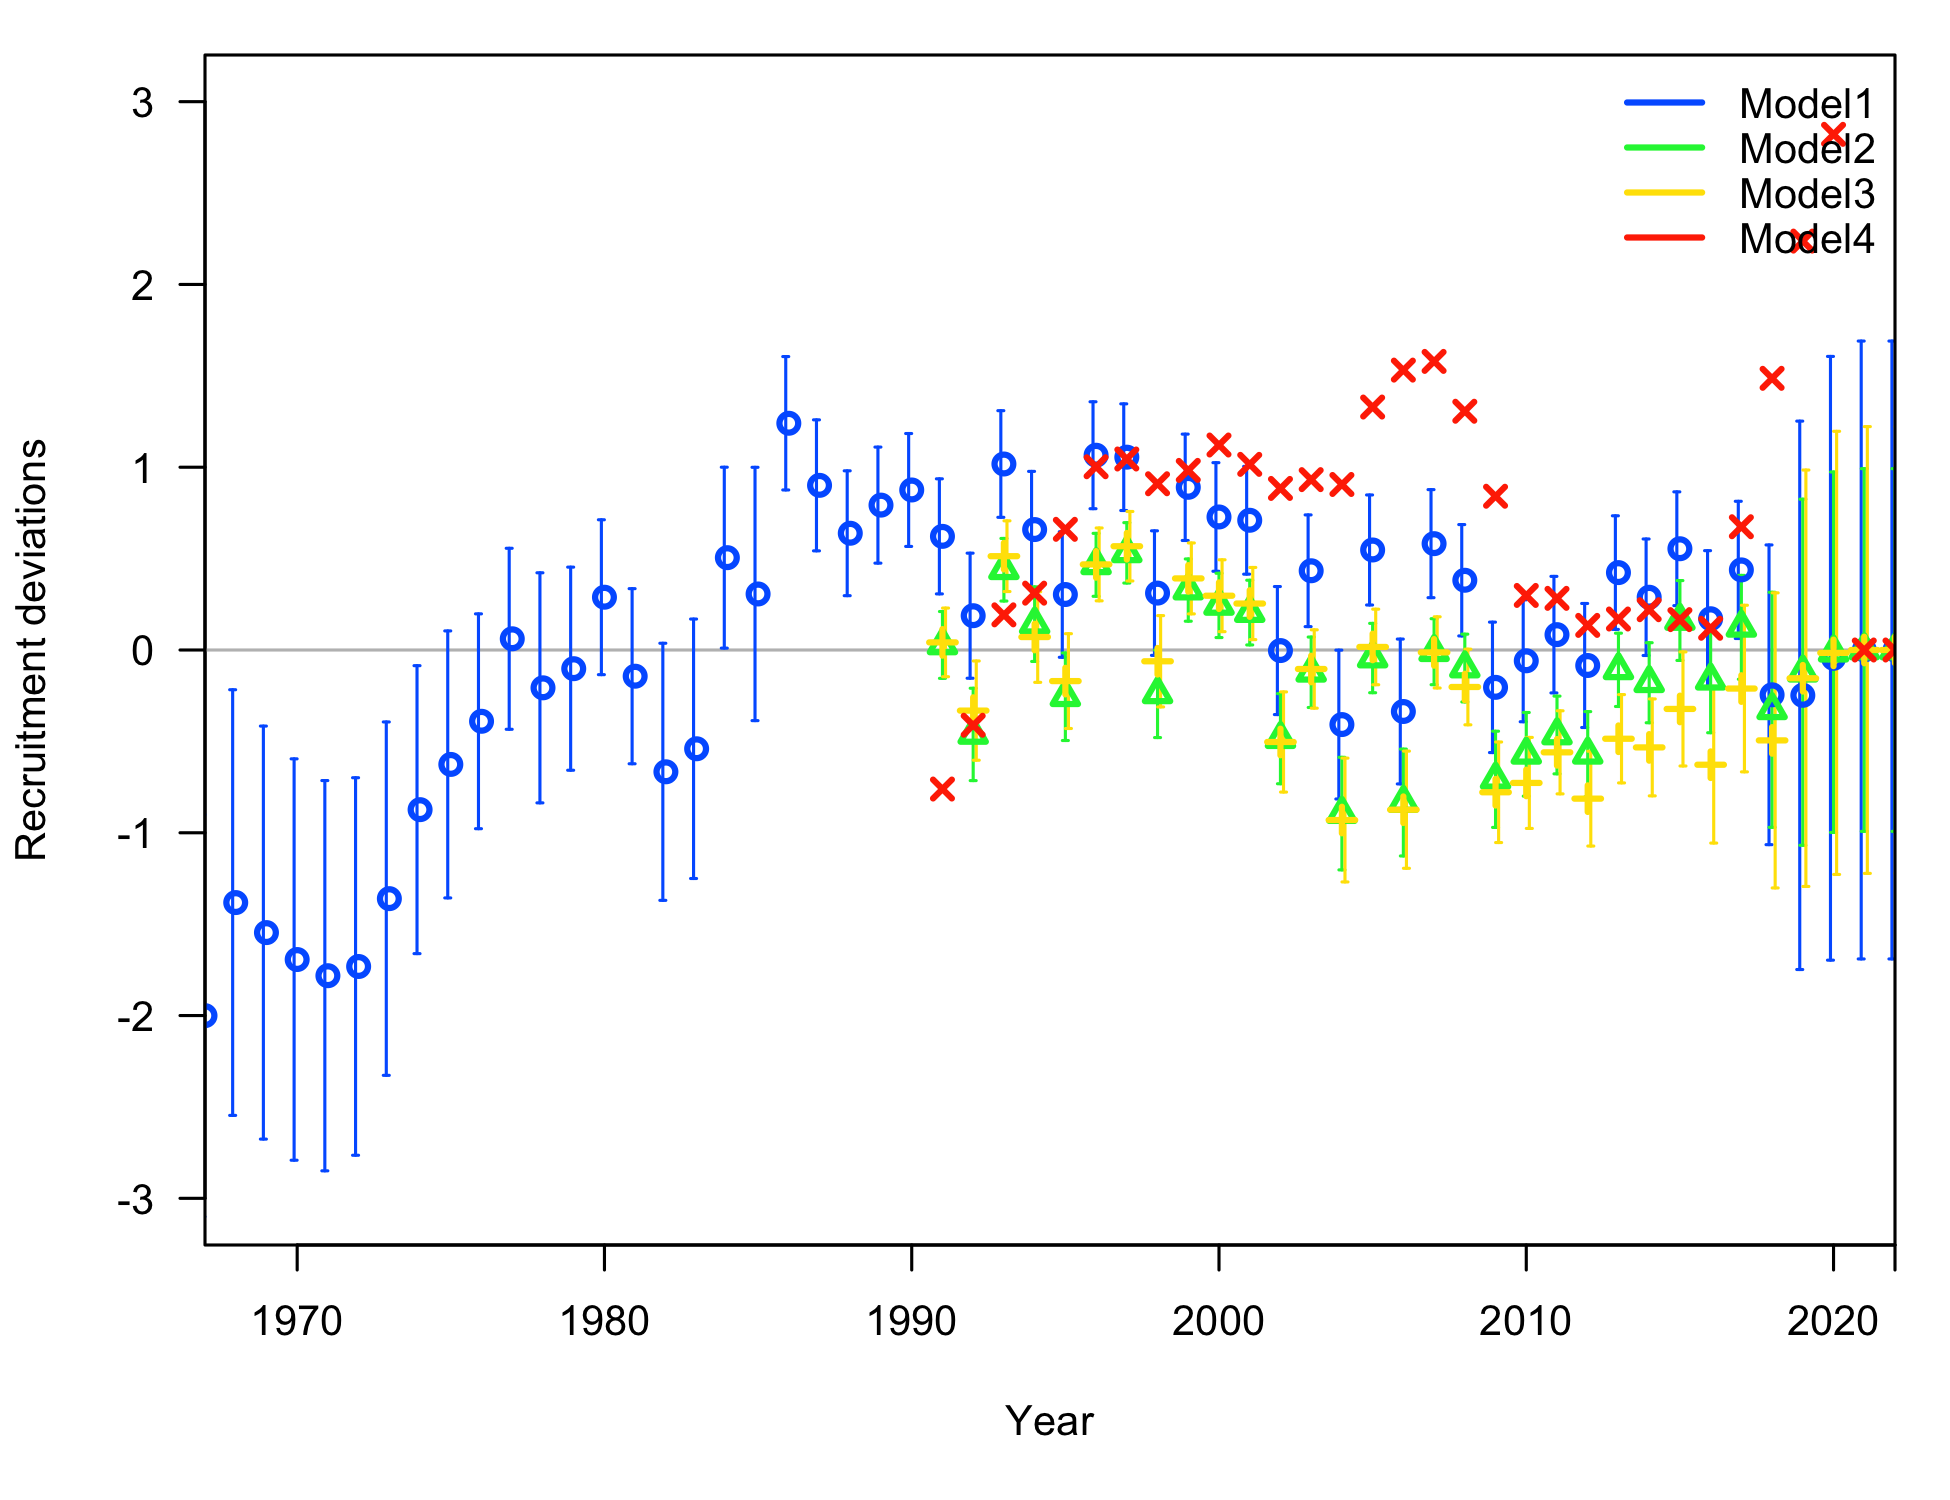 Model1
Model2
Model3
Model4
3
2
1
0
-1
-2
-3
Recruitment deviations
1970 1980 1990 2000 2010 2020
Year